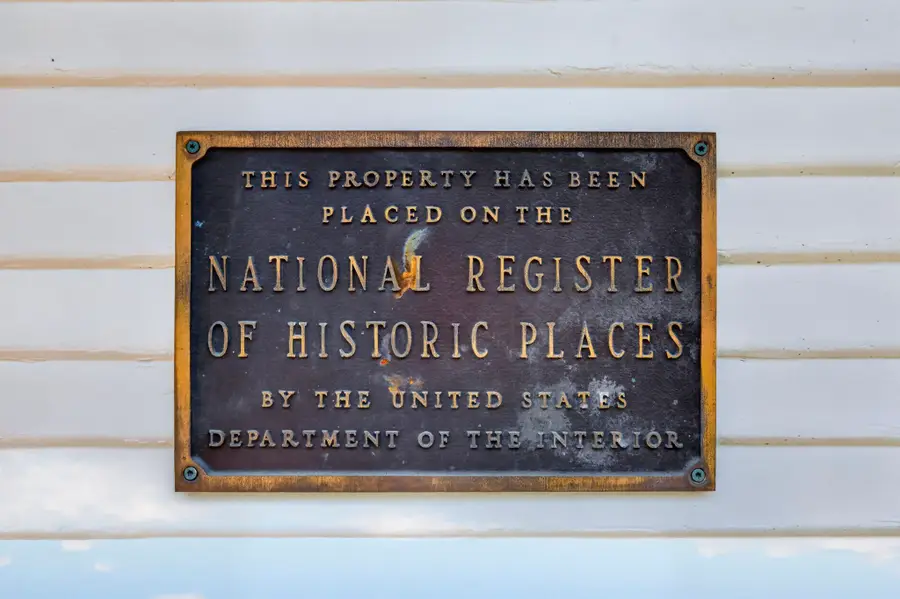 THIS PROPERTY HAS BEEN
PLACED ON THE
NATIONAL REGISTER
OF HISTORIC PLACES
BY THE UNITED STATES
DEPARTMENT OF THE INTERIOR